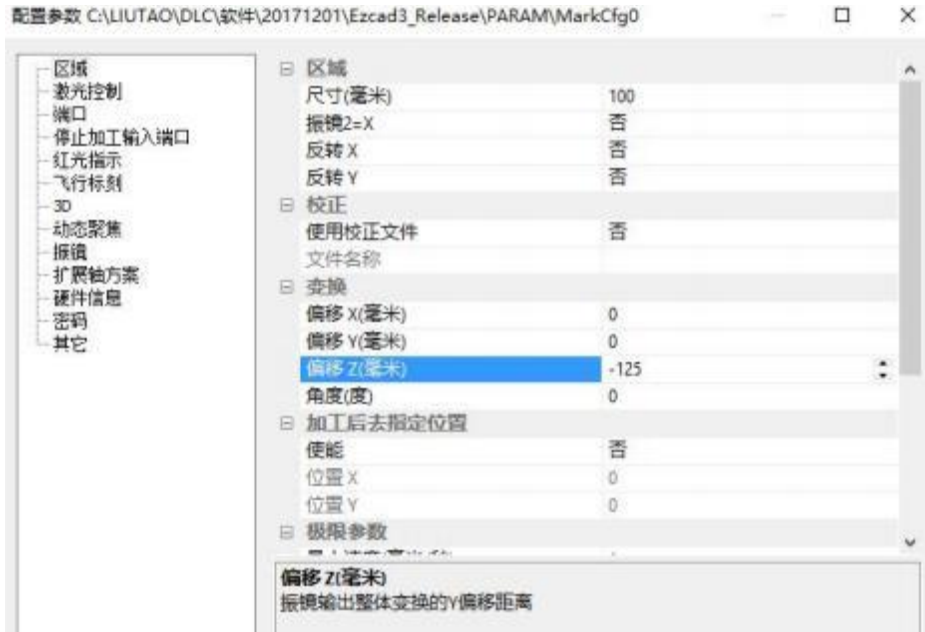 配置参数 C:\LIUTAO\DLC\软件\20171201\Ezcad3_Release\PARAM\MarkCfg0
区域
激光控制
端口
停止加工输入端口
红光指示
飞行标刻
3D
动态聚焦
振镜
扩展轴方案
硬件信息
密码
其它
区域
尺寸(毫米) 100
振镜2=X 否
反转 X 否
反转 Y 否
校正
使用校正文件 否
文件名称
变换
偏移 X(毫米) 0
偏移 Y(毫米) 0
偏移 Z(毫米) -125
角度(度) 0
加工后去指定位置
使能 否
位置 X 0
位置 Y 0
极限参数
偏移 Z(毫米)
振镜输出整体变换的Y偏移距离